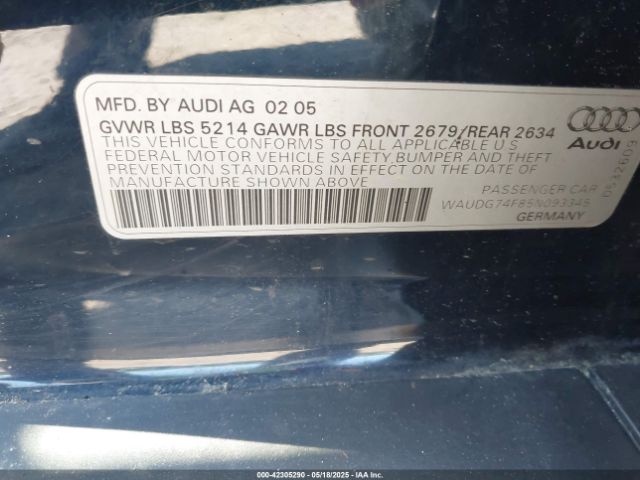 MFD. BY AUDI AG 02 05
GVWR LBS 5214 GAWR LBS FRONT 2679/REAR 2634
THIS VEHICLE CONFORMS TO ALL APPLICABLE U S
FEDERAL MOTOR VEHICLE SAFETY, BUMPER AND THEFT
PREVENTION STANDARDS IN EFFECT ON THE DATE OF
MANUFACTURE SHOWN ABOVE
PASSENGER CAR
WAUDG74F85N093345
GERMANY
Audi
0532609
000-42305290 - 05/18/2025 - IAAI, Inc.